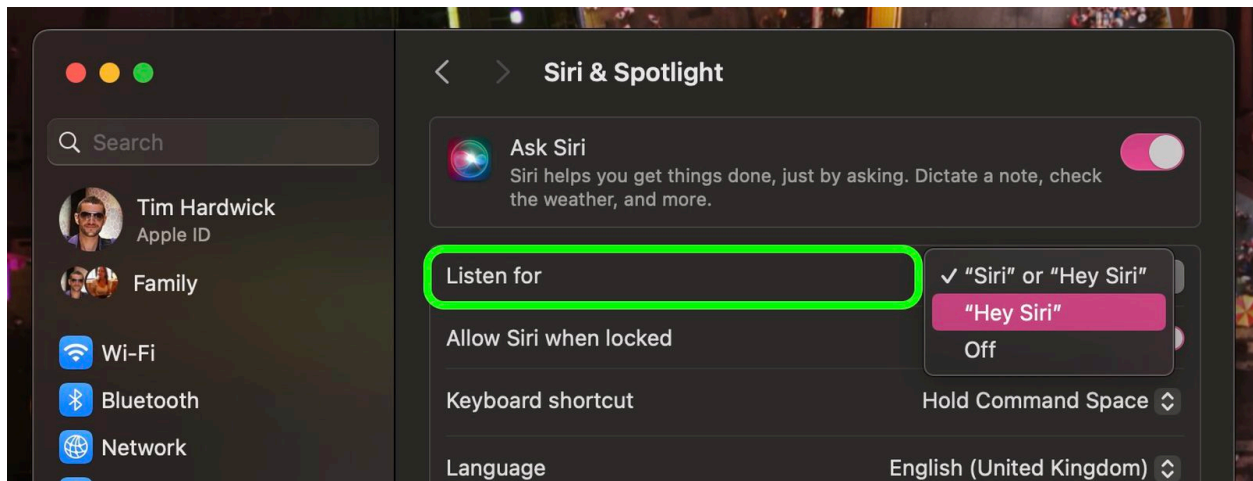 Siri & Spotlight
Search
Tim Hardwick
Apple ID
Family
Wi-Fi
Bluetooth
Network
Ask Siri
Siri helps you get things done, just by asking. Dictate a note, check
the weather, and more.
Listen for
✓ “Siri” or “Hey Siri”
“Hey Siri”
Off
Allow Siri when locked
Keyboard shortcut Hold Command Space
Language English (United Kingdom)